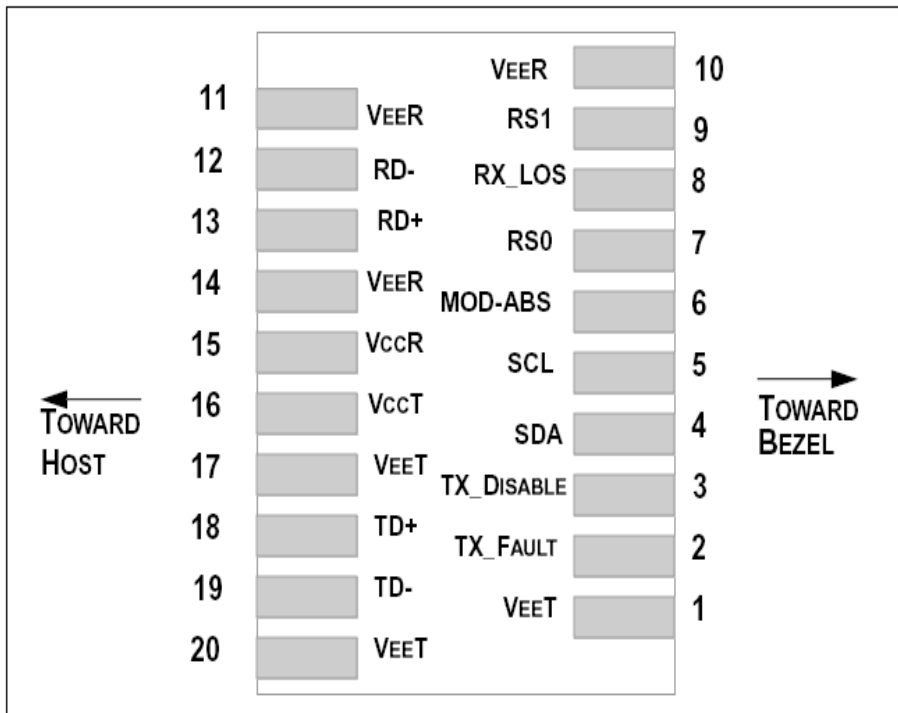 11 VEER
12 RD-
13 RD+
14 VEER
15 VCCR
16 VCCT
17 VEET
18 TD+
19 TD-
20 VEET
TOWARD
HOST
VEER 10
RS1 9
RX_LOS 8
RS0 7
MOD-ABS 6
SCL 5
SDA 4
TX_DISABLE 3
TX_FAULT 2
VEET 1
TOWARD
BEZEL